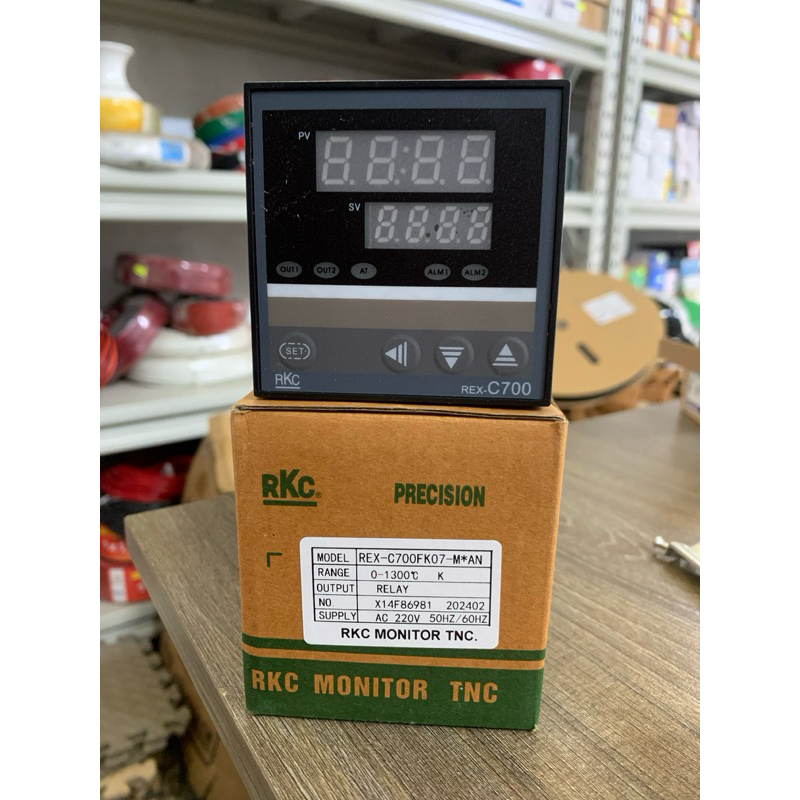 PV
SV
OUT1 OUT2 AT ALM1 ALM2
SET
RKC
REX-C700
RKC® PRECISION
MODEL REX-C700FK07-M*AN
RANGE 0-1300℃ K
OUTPUT RELAY
NO. X14F86981 202402
SUPPLY AC 220V 50HZ/60HZ
RKC MONITOR TNC.
RKC MONITOR TNC